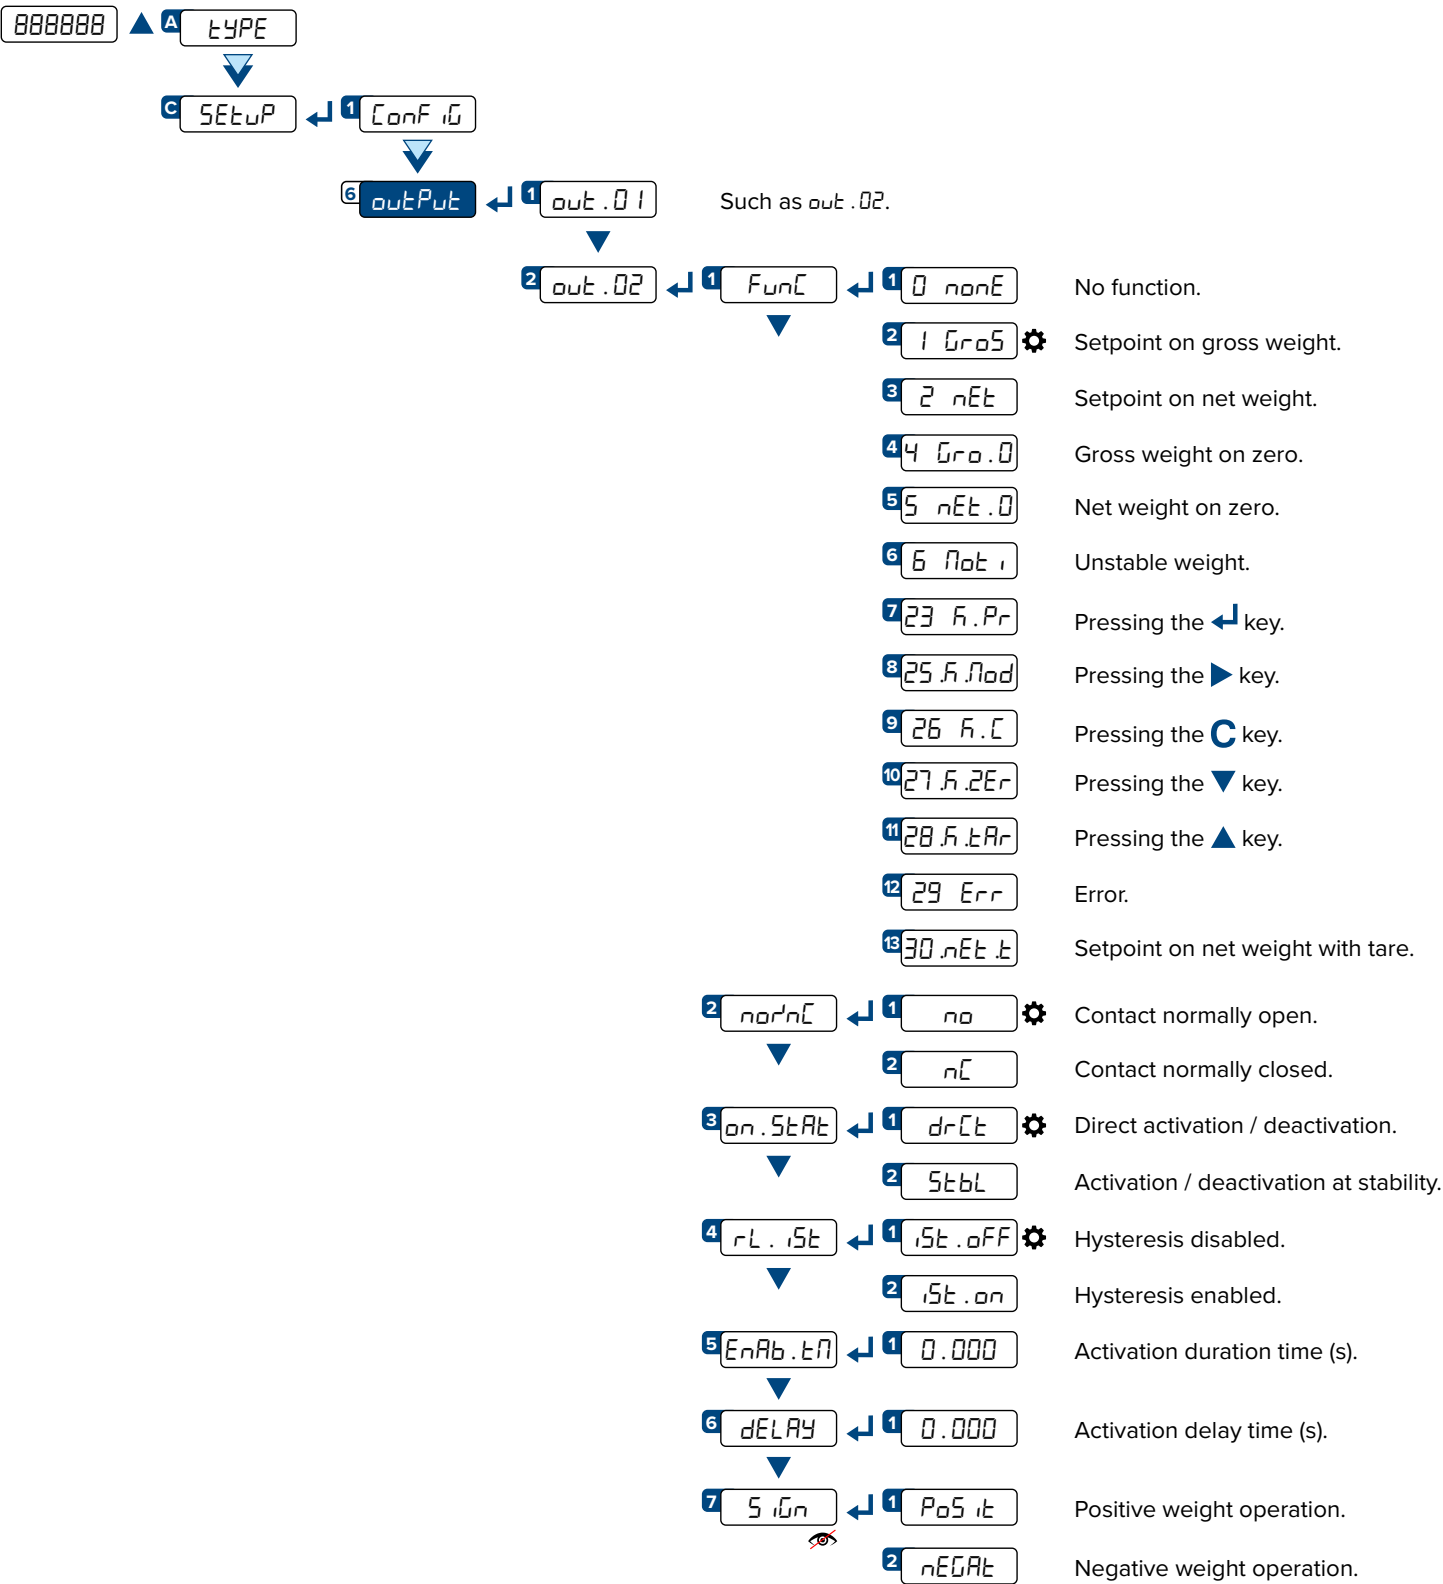 888888 A tYPE
C SEtuP 1 ConFiG
6 outPut 1 out.01 Such as out.02.
2 out.02 1 FunC 1 0 nonE No function.
2 1 GroS Setpoint on gross weight.
3 2 nEt Setpoint on net weight.
4 4 Gro.0 Gross weight on zero.
5 5 nEt.0 Net weight on zero.
6 6 Moti Unstable weight.
7 23 K.Pr Pressing the key.
8 25.K.Mod Pressing the key.
9 26 K.C Pressing the C key.
10 27.K.2Er Pressing the key.
11 28.K.tAr Pressing the key.
12 29 Err Error.
13 30.nEt.t Setpoint on net weight with tare.
2 no/nC 1 no Contact normally open.
2 nC Contact normally closed.
3 on.StAt 1 drCt Direct activation / deactivation.
2 StbL Activation / deactivation at stability.
4 rL.iSt 1 iSt.oFF Hysteresis disabled.
2 iSt.on Hysteresis enabled.
5 EnAb.tM 1 0.000 Activation duration time (s).
6 dELAY 1 0.000 Activation delay time (s).
7 SiGn 1 PoSit Positive weight operation.
2 nEGAt Negative weight operation.